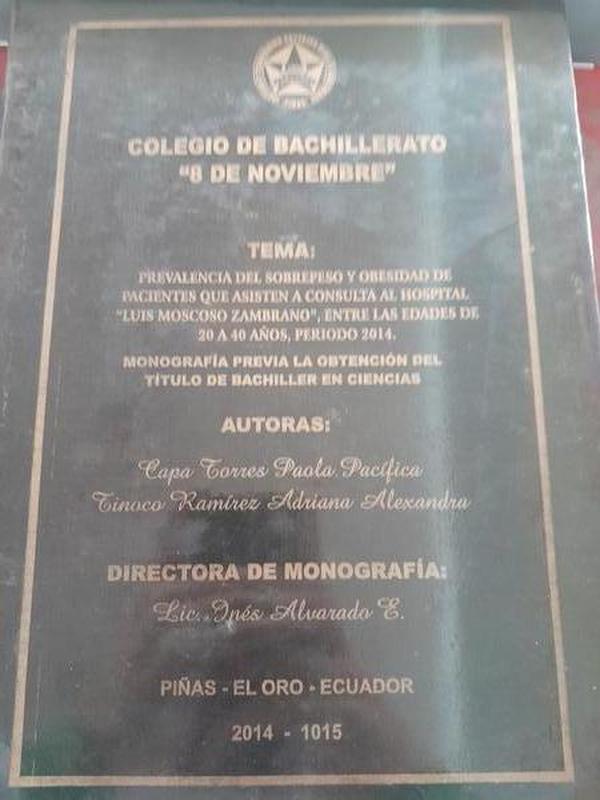 COLEGIO DE BACHILLERATO
"8 DE NOVIEMBRE"
TEMA:
PREVALENCIA DEL SOBREPESO Y OBESIDAD DE
PACIENTES QUE ASISTEN A CONSULTA AL HOSPITAL
"LUIS MOSCOSO ZAMBRANO", ENTRE LAS EDADES DE
20 A 40 AÑOS, PERIODO 2014.
MONOGRAFÍA PREVIA LA OBTENCIÓN DEL
TÍTULO DE BACHILLER EN CIENCIAS
AUTORAS:
Capa Torres Paola Pacífica
Tinoco Ramírez Adriana Alexandra
DIRECTORA DE MONOGRAFÍA:
Lic. Inés Alvarado E.
PIÑAS - EL ORO - ECUADOR
2014 - 1015